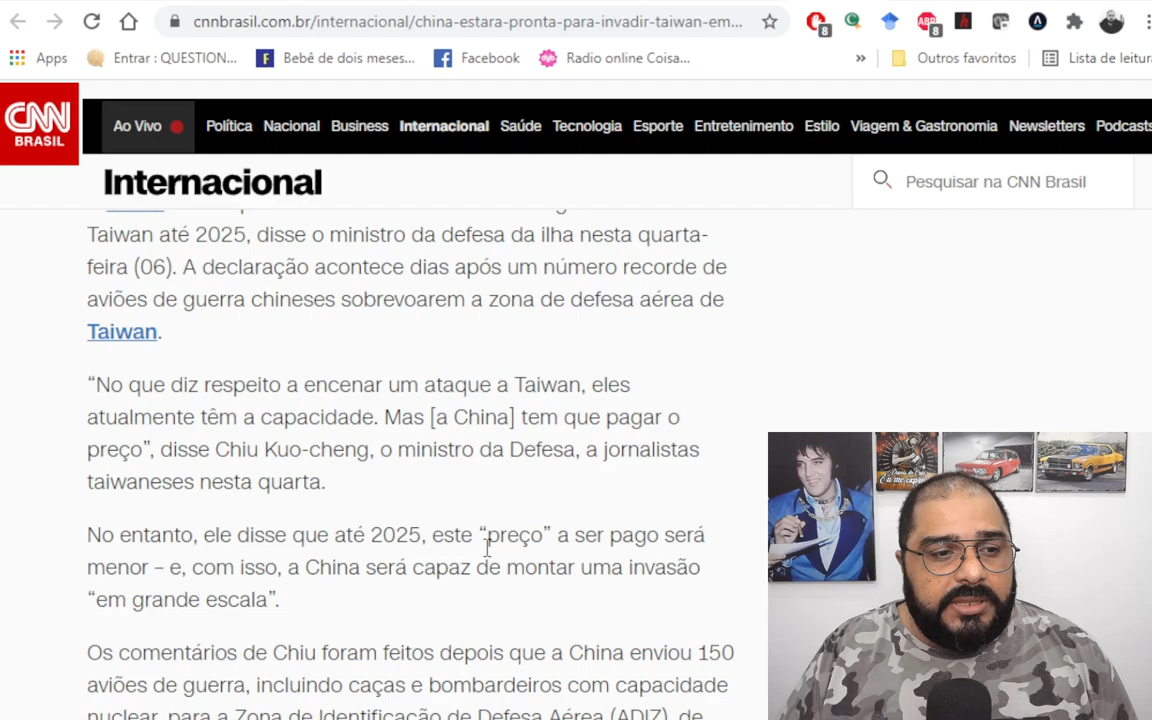 cnnbrasil.com.br/internacional/china-estara-pronta-para-invadir-taiwan-em...
8
ABP
8
Apps
Entrar : QUESTION...
Bebê de dois meses...
Facebook
Radio online Coisa...
»
Outros favoritos
Lista de leitur
CNN
BRASIL
Ao Vivo
Política
Nacional
Business
Internacional
Saúde
Tecnologia
Esporte
Entretenimento
Estilo
Viagem & Gastronomia
Newsletters
Podcasts
Internacional
Pesquisar na CNN Brasil
Taiwan até 2025, disse o ministro da defesa da ilha nesta quarta-
feira (06). A declaração acontece dias após um número recorde de
aviões de guerra chineses sobrevoarem a zona de defesa aérea de
Taiwan.
“No que diz respeito a encenar um ataque a Taiwan, eles
atualmente têm a capacidade. Mas [a China] tem que pagar o
preço”, disse Chiu Kuo-cheng, o ministro da Defesa, a jornalistas
taiwaneses nesta quarta.
No entanto, ele disse que até 2025, este “preço” a ser pago será
menor – e, com isso, a China será capaz de montar uma invasão
“em grande escala”.
Os comentários de Chiu foram feitos depois que a China enviou 150
aviões de guerra, incluindo caças e bombardeiros com capacidade
nuclear, para a Zona de Identificação de Defesa Aérea (ADIZ), de